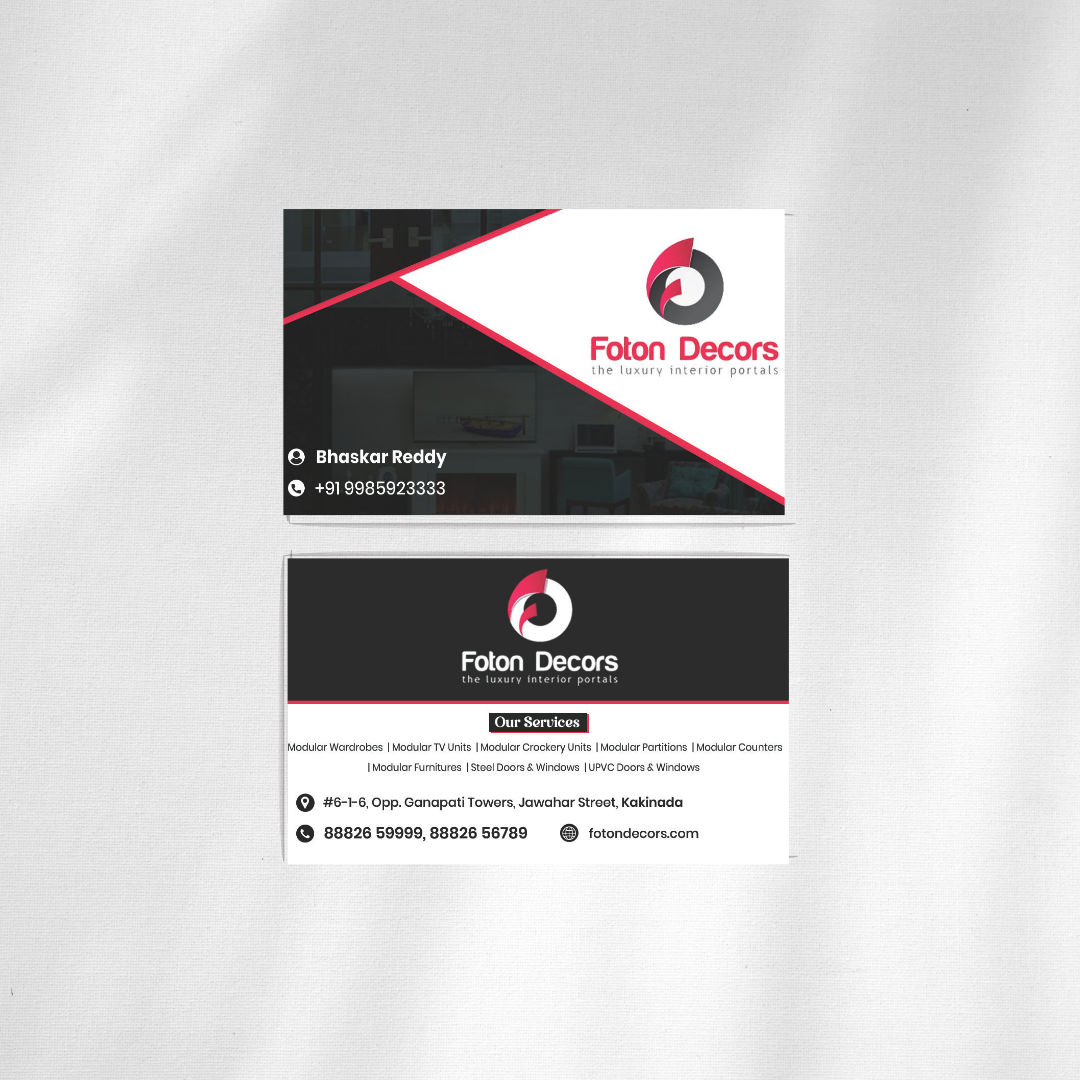 Foton Decors
the luxury interior portals
Bhaskar Reddy
+91 9985923333
Foton Decors
the luxury interior portals
Our Services
Modular Wardrobes | Modular TV Units | Modular Crockery Units | Modular Partitions | Modular Counters
| Modular Furnitures | Steel Doors & Windows | UPVC Doors & Windows
#6-1-6, Opp. Ganapati Towers, Jawahar Street, Kakinada
88826 59999, 88826 56789 fotondecors.com